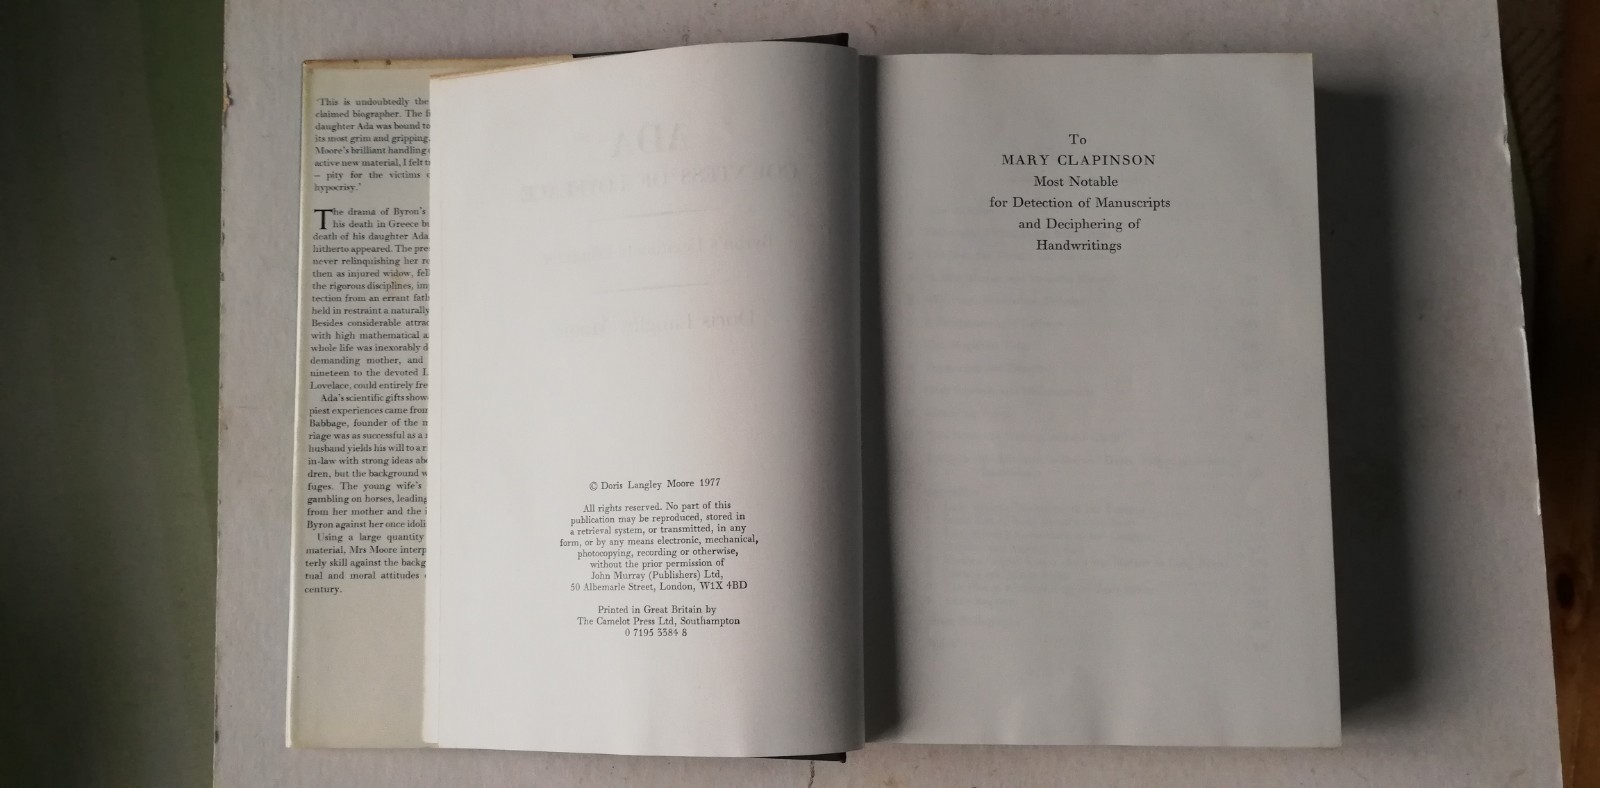 'This is undoubtedly the
claimed biographer. The
daughter Ada was bound to
its most grim and gripping.
Moore's brilliant handling
active new material, I felt
– pity for the victims
hypocrisy.'
The drama of Byron's
his death in Greece
death of his daughter Ada
hitherto appeared. The
never relinquishing her
then as injured widow,
the rigorous disciplines,
tection from an errant
held in restraint a naturally
Besides considerable
with high mathematical
whole life was inexorably
demanding mother, and
nineteen to the devoted
Lovelace, could entirely
Ada's scientific gifts
piest experiences came from
Babbage, founder of the
riage was as successful as a
husband yields his will to a
in-law with strong ideas
dren, but the background
fuges. The young wife's
gambling on horses, leading
from her mother and the
Byron against her once
Using a large quantity
material, Mrs Moore
terly skill against the
tual and moral attitudes
century.
© Doris Langley Moore 1977
All rights reserved. No part of this
publication may be reproduced, stored in
a retrieval system, or transmitted, in any
form, or by any means electronic, mechanical,
photocopying, recording or otherwise,
without the prior permission of
John Murray (Publishers) Ltd,
50 Albemarle Street, London, W1X 4BD
Printed in Great Britain by
The Camelot Press Ltd, Southampton
0 7195 3384 8
To
MARY CLAPINSON
Most Notable
for Detection of Manuscripts
and Deciphering of
Handwritings